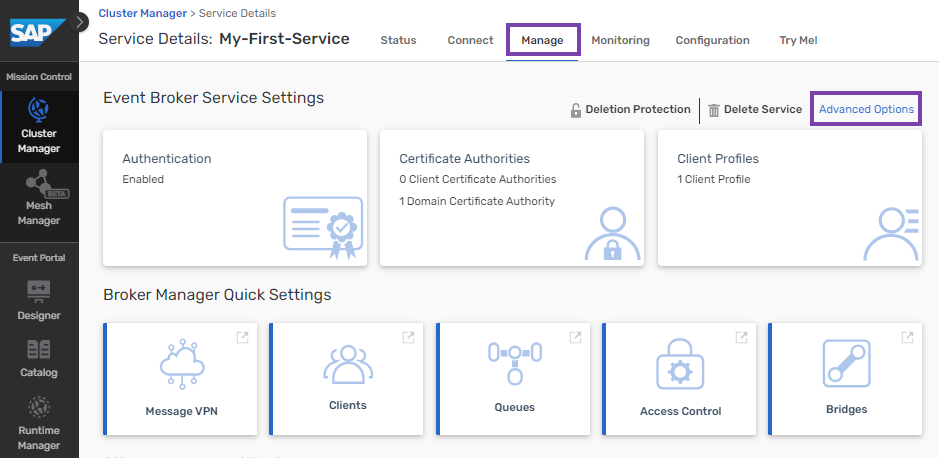 SAP
Cluster Manager > Service Details
Service Details: My-First-Service
Status
Connect
Manage
Monitoring
Configuration
Try Me!
Mission Control
Cluster
Manager
BETA
Mesh
Manager
Event Portal
Designer
Catalog
Runtime
Manager
Event Broker Service Settings
Deletion Protection
Delete Service
Advanced Options
Authentication
Enabled
Certificate Authorities
0 Client Certificate Authorities
1 Domain Certificate Authority
Client Profiles
1 Client Profile
Broker Manager Quick Settings
Message VPN
Clients
Queues
Access Control
Bridges